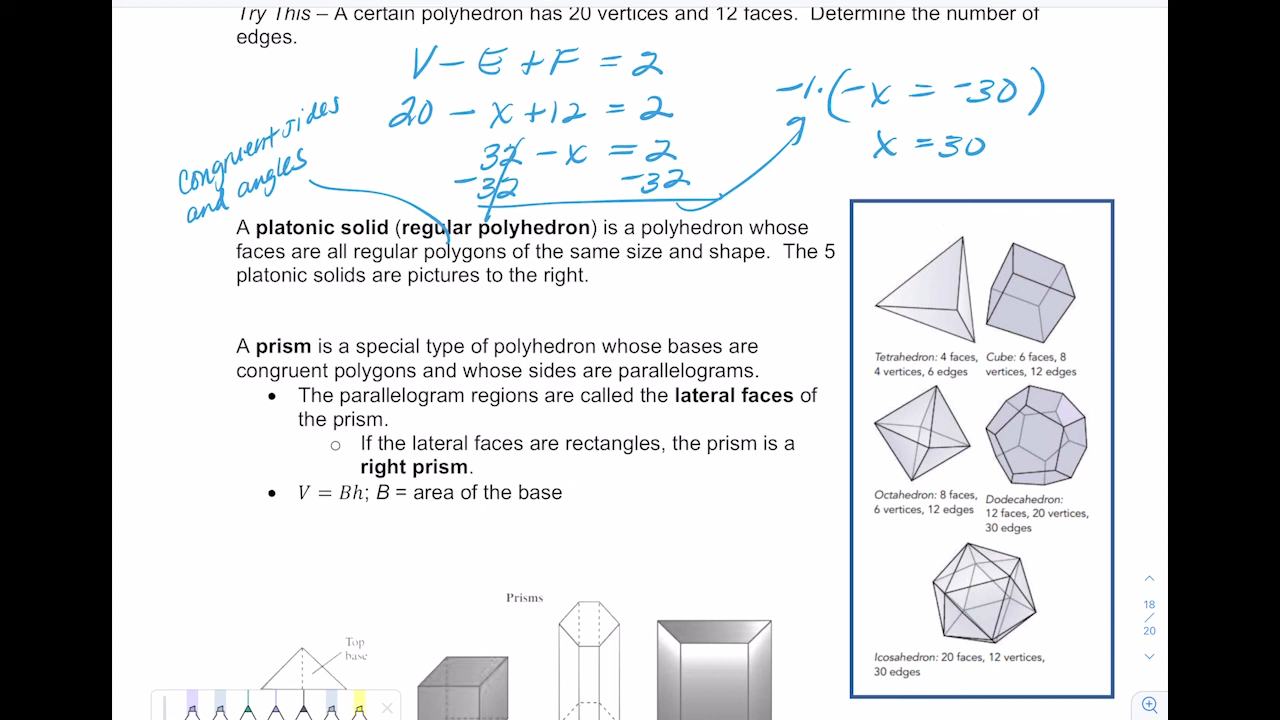 Try This – A certain polyhedron has 20 vertices and 12 faces. Determine the number of
edges.
V - E + F = 2
20 - x + 12 = 2
32 - x = 2
-32 -32
-1·(-x = -30)
x = 30
Congruent sides
and angles
A platonic solid (regular polyhedron) is a polyhedron whose
faces are all regular polygons of the same size and shape. The 5
platonic solids are pictures to the right.
A prism is a special type of polyhedron whose bases are
congruent polygons and whose sides are parallelograms.
• The parallelogram regions are called the lateral faces of
the prism.
o If the lateral faces are rectangles, the prism is a
right prism.
• V = Bh; B = area of the base
Tetrahedron: 4 faces,
4 vertices, 6 edges
Cube: 6 faces, 8
vertices, 12 edges
Octahedron: 8 faces,
6 vertices, 12 edges
Dodecahedron:
12 faces, 20 vertices,
30 edges
Icosahedron: 20 faces, 12 vertices,
30 edges
Prisms
Top
base
18
/
20